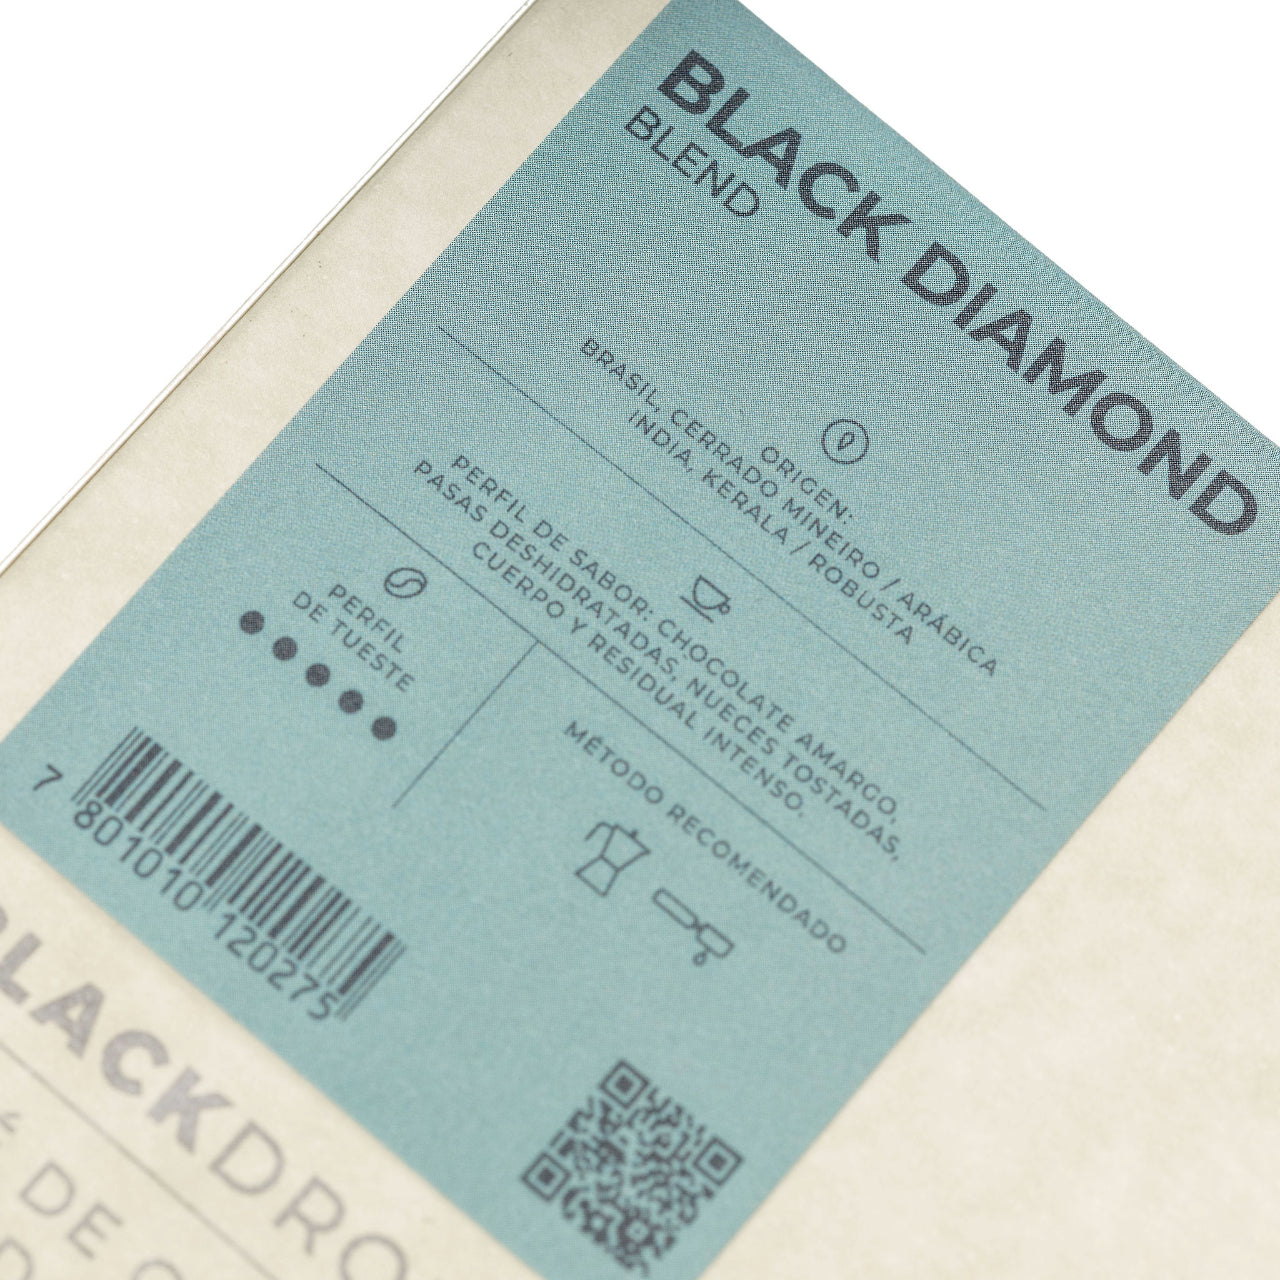 BLACK DIAMOND
BLEND
ORIGEN:
BRASIL, CERRADO MINEIRO / ARÁBICA
INDIA, KERALA / ROBUSTA
PERFIL DE SABOR: CHOCOLATE AMARGO,
PASAS DESHIDRATADAS, NUECES TOSTADAS,
CUERPO Y RESIDUAL INTENSO.
PERFIL
DE TUESTE
MÉTODO RECOMENDADO
7 801010 120275
BLACKDRO
É DE